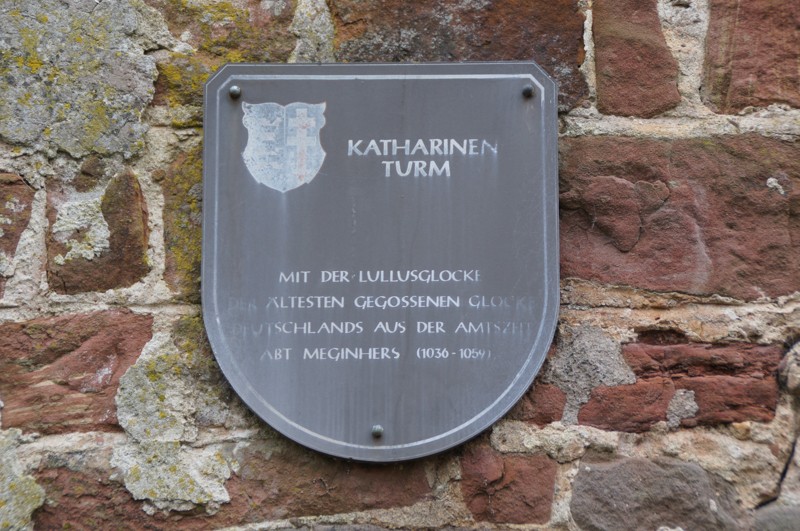 KATHARINEN
TURM
MIT DER LULLUSGLOCKE
DER ÄLTESTEN GEGOSSENEN GLOCKE
DEUTSCHLANDS AUS DER AMTSZEIT
ABT MEGINHERS (1036 - 1059)